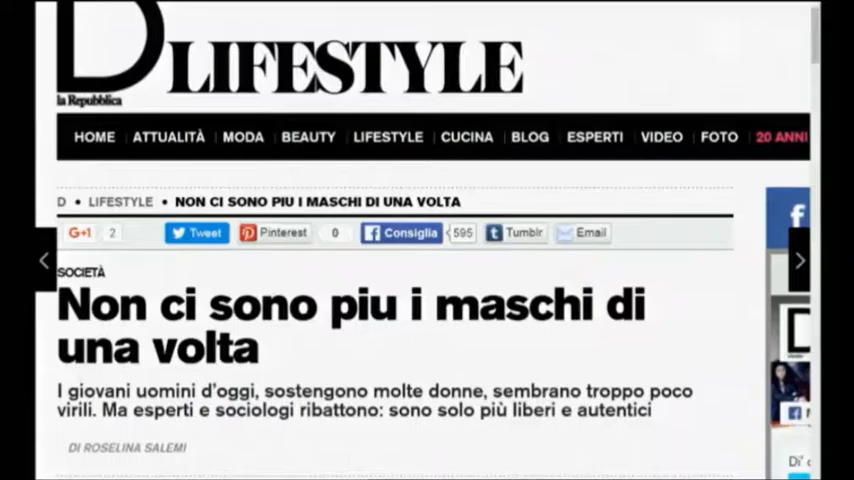 D LIFESTYLE
la Repubblica
HOME ATTUALITÀ MODA BEAUTY LIFESTYLE CUCINA BLOG ESPERTI VIDEO FOTO 20 ANNI
D • LIFESTYLE • NON CI SONO PIU I MASCHI DI UNA VOLTA
G+1 2 Tweet Pinterest 0 Consiglia 595 Tumblr Email
SOCIETÀ
Non ci sono piu i maschi di
una volta
I giovani uomini d'oggi, sostengono molte donne, sembrano troppo poco
virili. Ma esperti e sociologi ribattono: sono solo più liberi e autentici
DI ROSELINA SALEMI
D
Di'